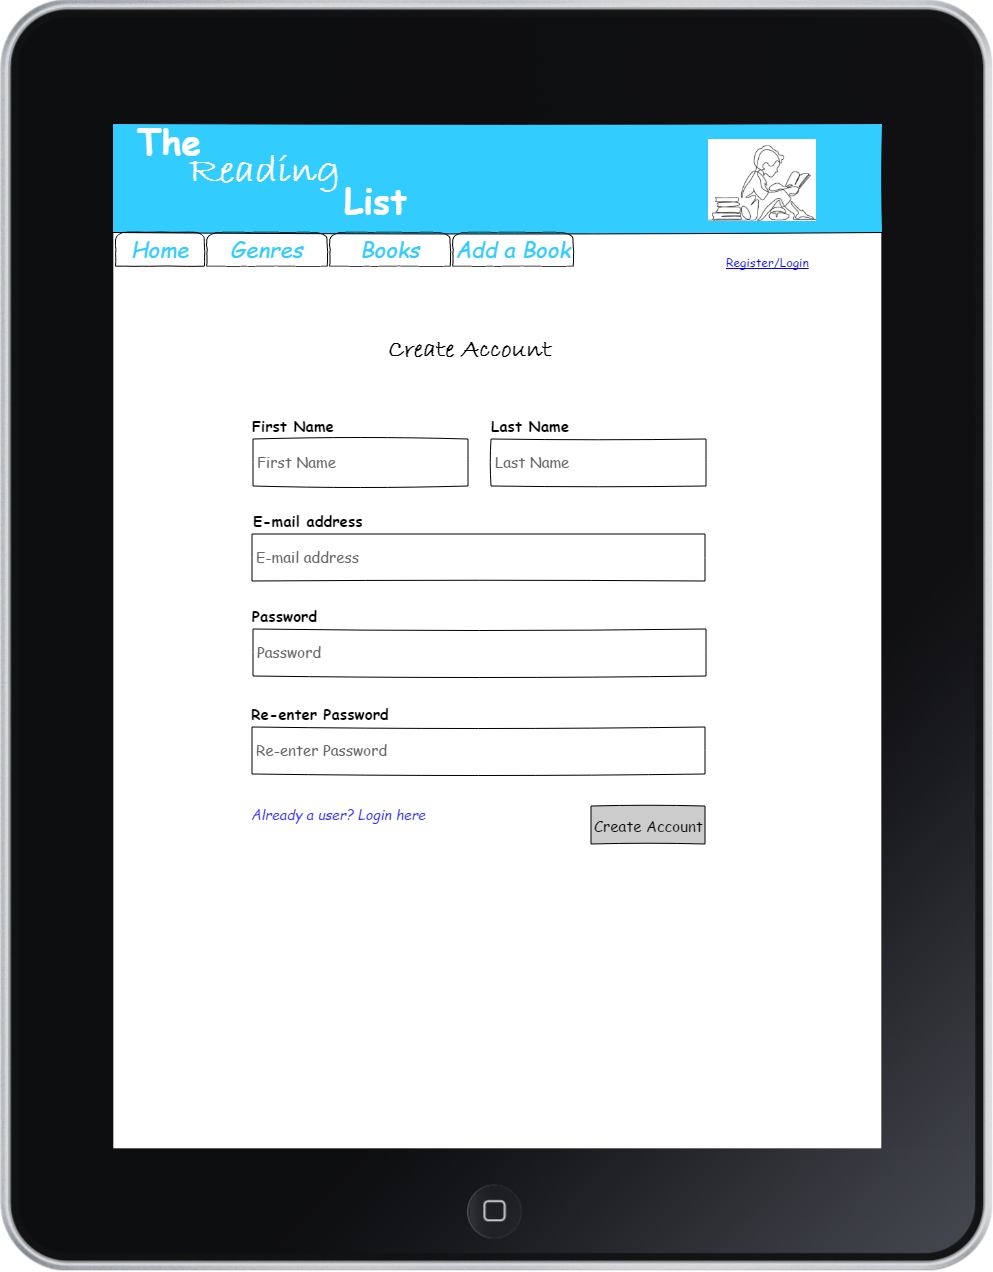 The
Reading
List
Home Genres Books Add a Book
Register/Login
Create Account
First Name Last Name
First Name Last Name
E-mail address
E-mail address
Password
Password
Re-enter Password
Re-enter Password
Already a user? Login here
Create Account